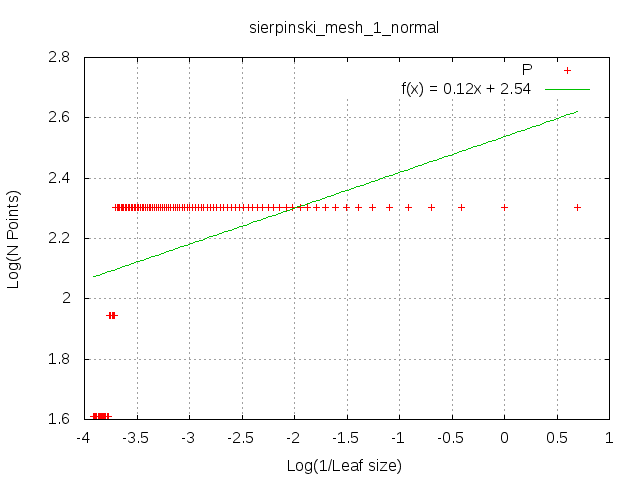 sierpinski_mesh_1_normal
P
f(x) = 0.12x + 2.54
2.8
2.6
2.4
2.2
2
1.8
1.6
Log(N Points)
-4 -3.5 -3 -2.5 -2 -1.5 -1 -0.5 0 0.5 1
Log(1/Leaf size)